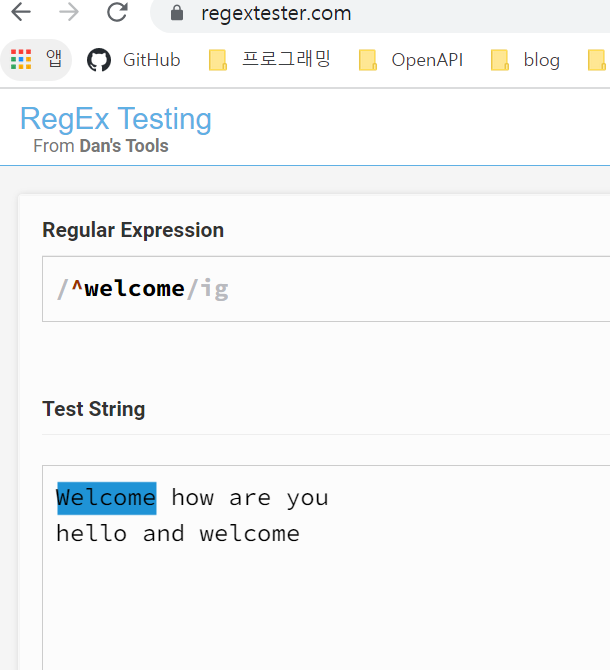 regextester.com
앱 GitHub 프로그래밍 OpenAPI blog
RegEx Testing
From Dan's Tools
Regular Expression
/^welcome/ig
Test String
Welcome how are you
hello and welcome